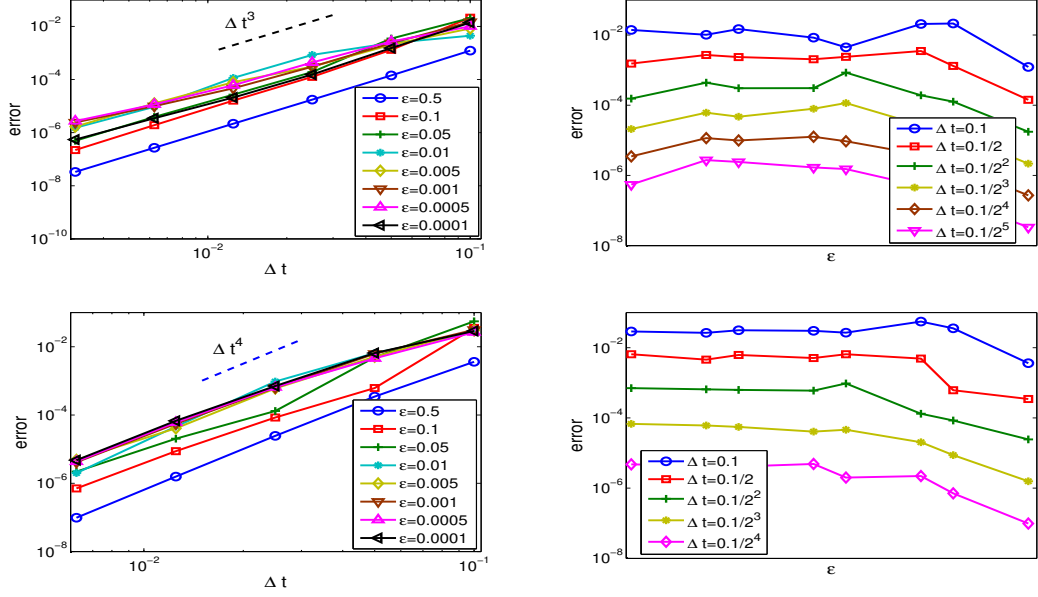 10⁻²
10⁻⁴
10⁻⁶
10⁻⁸
10⁻¹⁰
error
Δ t³
ε=0.5
ε=0.1
ε=0.05
ε=0.01
ε=0.005
ε=0.001
ε=0.0005
ε=0.0001
10⁻²
10⁻¹
Δ t
10⁻²
10⁻⁴
10⁻⁶
10⁻⁸
error
Δ t=0.1
Δ t=0.1/2
Δ t=0.1/2²
Δ t=0.1/2³
Δ t=0.1/2⁴
Δ t=0.1/2⁵
ε
10⁻²
10⁻⁴
10⁻⁶
10⁻⁸
error
Δ t⁴
ε=0.5
ε=0.1
ε=0.05
ε=0.01
ε=0.005
ε=0.001
ε=0.0005
ε=0.0001
10⁻²
10⁻¹
Δ t
10⁻²
10⁻⁴
10⁻⁶
10⁻⁸
error
Δ t=0.1
Δ t=0.1/2
Δ t=0.1/2²
Δ t=0.1/2³
Δ t=0.1/2⁴
ε